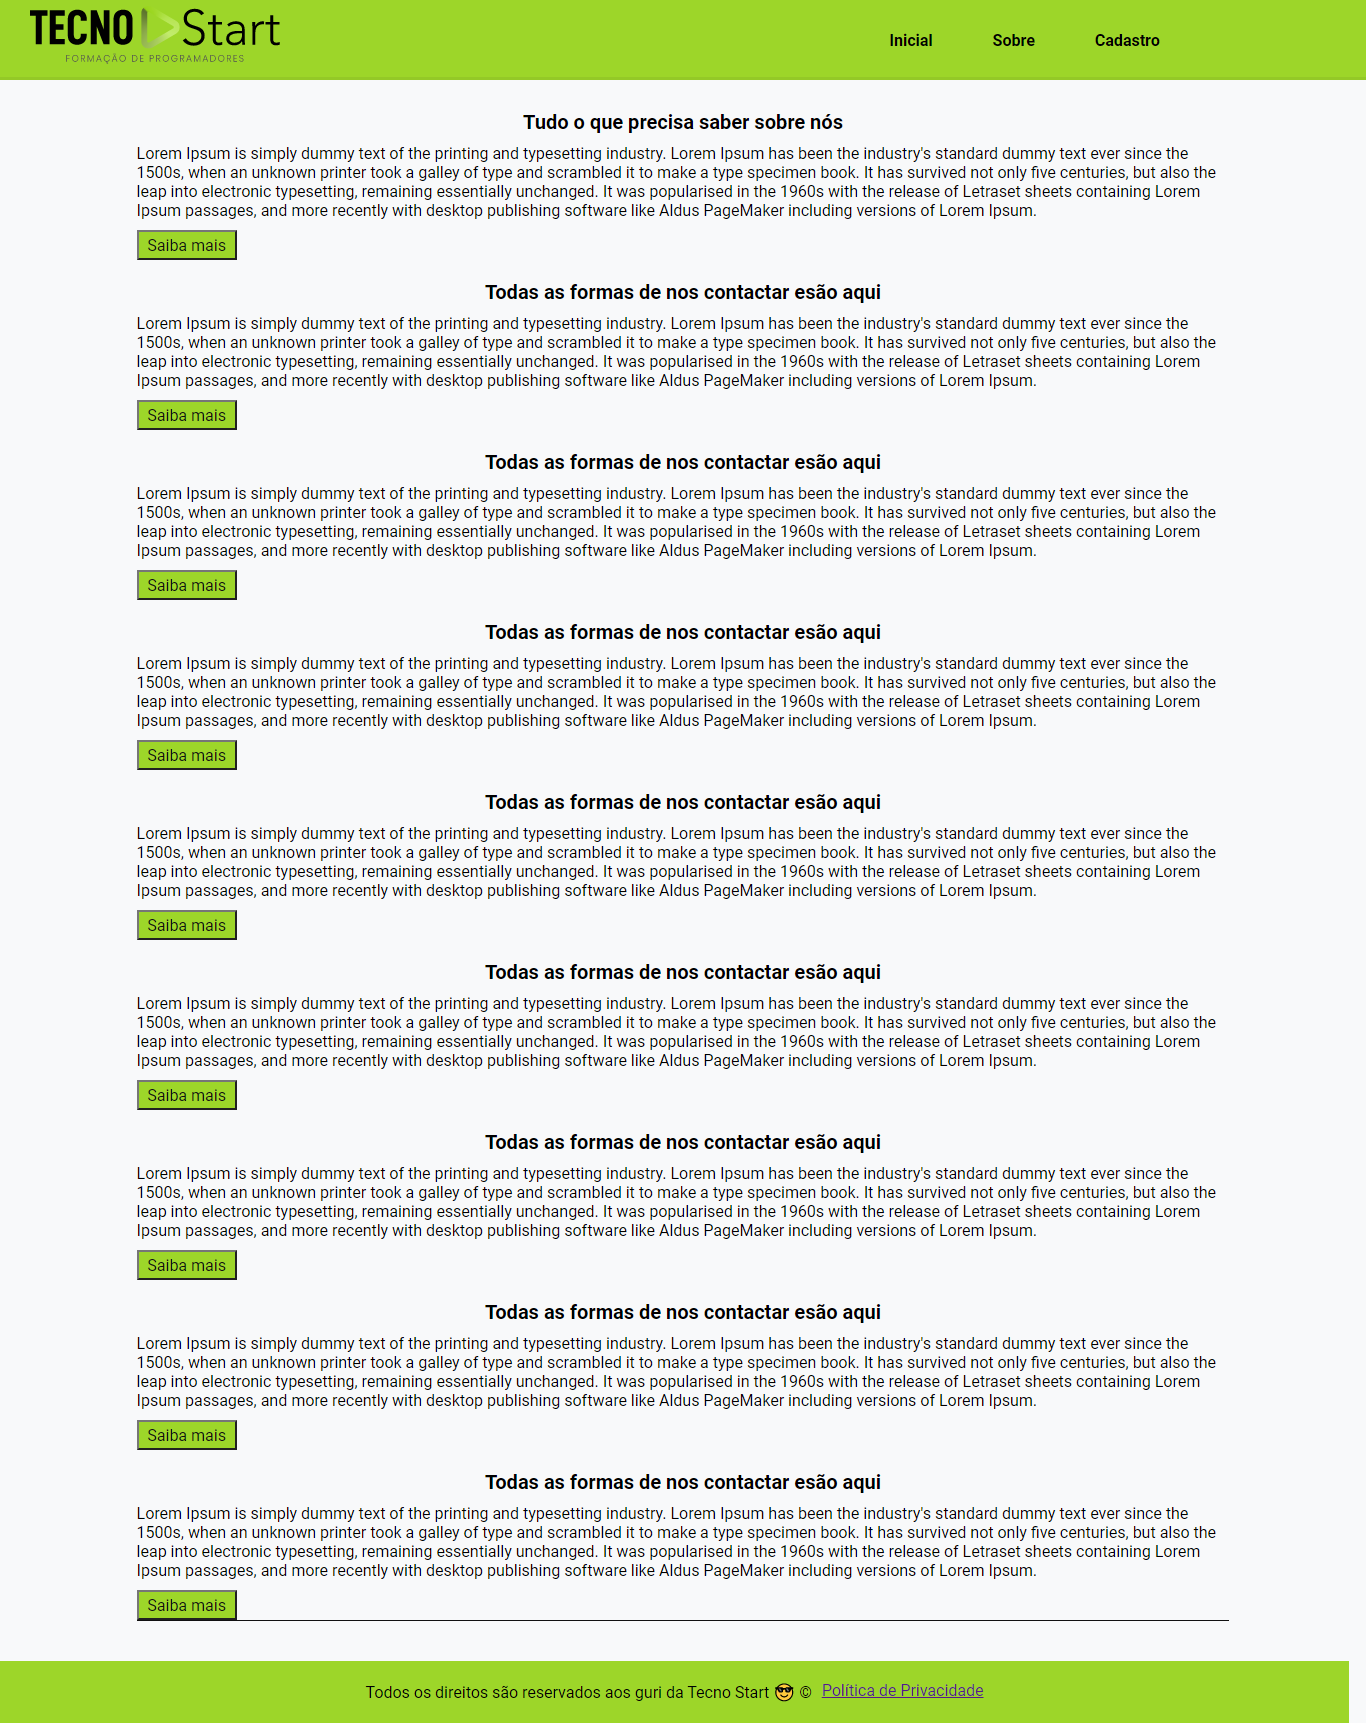 TECNO Start
FORMAÇÃO DE PROGRAMADORES
Inicial Sobre Cadastro
Tudo o que precisa saber sobre nós
Lorem Ipsum is simply dummy text of the printing and typesetting industry. Lorem Ipsum has been the industry's standard dummy text ever since the
1500s, when an unknown printer took a galley of type and scrambled it to make a type specimen book. It has survived not only five centuries, but also the
leap into electronic typesetting, remaining essentially unchanged. It was popularised in the 1960s with the release of Letraset sheets containing Lorem
Ipsum passages, and more recently with desktop publishing software like Aldus PageMaker including versions of Lorem Ipsum.
Saiba mais
Todas as formas de nos contactar esão aqui
Lorem Ipsum is simply dummy text of the printing and typesetting industry. Lorem Ipsum has been the industry's standard dummy text ever since the
1500s, when an unknown printer took a galley of type and scrambled it to make a type specimen book. It has survived not only five centuries, but also the
leap into electronic typesetting, remaining essentially unchanged. It was popularised in the 1960s with the release of Letraset sheets containing Lorem
Ipsum passages, and more recently with desktop publishing software like Aldus PageMaker including versions of Lorem Ipsum.
Saiba mais
Todas as formas de nos contactar esão aqui
Lorem Ipsum is simply dummy text of the printing and typesetting industry. Lorem Ipsum has been the industry's standard dummy text ever since the
1500s, when an unknown printer took a galley of type and scrambled it to make a type specimen book. It has survived not only five centuries, but also the
leap into electronic typesetting, remaining essentially unchanged. It was popularised in the 1960s with the release of Letraset sheets containing Lorem
Ipsum passages, and more recently with desktop publishing software like Aldus PageMaker including versions of Lorem Ipsum.
Saiba mais
Todas as formas de nos contactar esão aqui
Lorem Ipsum is simply dummy text of the printing and typesetting industry. Lorem Ipsum has been the industry's standard dummy text ever since the
1500s, when an unknown printer took a galley of type and scrambled it to make a type specimen book. It has survived not only five centuries, but also the
leap into electronic typesetting, remaining essentially unchanged. It was popularised in the 1960s with the release of Letraset sheets containing Lorem
Ipsum passages, and more recently with desktop publishing software like Aldus PageMaker including versions of Lorem Ipsum.
Saiba mais
Todas as formas de nos contactar esão aqui
Lorem Ipsum is simply dummy text of the printing and typesetting industry. Lorem Ipsum has been the industry's standard dummy text ever since the
1500s, when an unknown printer took a galley of type and scrambled it to make a type specimen book. It has survived not only five centuries, but also the
leap into electronic typesetting, remaining essentially unchanged. It was popularised in the 1960s with the release of Letraset sheets containing Lorem
Ipsum passages, and more recently with desktop publishing software like Aldus PageMaker including versions of Lorem Ipsum.
Saiba mais
Todas as formas de nos contactar esão aqui
Lorem Ipsum is simply dummy text of the printing and typesetting industry. Lorem Ipsum has been the industry's standard dummy text ever since the
1500s, when an unknown printer took a galley of type and scrambled it to make a type specimen book. It has survived not only five centuries, but also the
leap into electronic typesetting, remaining essentially unchanged. It was popularised in the 1960s with the release of Letraset sheets containing Lorem
Ipsum passages, and more recently with desktop publishing software like Aldus PageMaker including versions of Lorem Ipsum.
Saiba mais
Todas as formas de nos contactar esão aqui
Lorem Ipsum is simply dummy text of the printing and typesetting industry. Lorem Ipsum has been the industry's standard dummy text ever since the
1500s, when an unknown printer took a galley of type and scrambled it to make a type specimen book. It has survived not only five centuries, but also the
leap into electronic typesetting, remaining essentially unchanged. It was popularised in the 1960s with the release of Letraset sheets containing Lorem
Ipsum passages, and more recently with desktop publishing software like Aldus PageMaker including versions of Lorem Ipsum.
Saiba mais
Todas as formas de nos contactar esão aqui
Lorem Ipsum is simply dummy text of the printing and typesetting industry. Lorem Ipsum has been the industry's standard dummy text ever since the
1500s, when an unknown printer took a galley of type and scrambled it to make a type specimen book. It has survived not only five centuries, but also the
leap into electronic typesetting, remaining essentially unchanged. It was popularised in the 1960s with the release of Letraset sheets containing Lorem
Ipsum passages, and more recently with desktop publishing software like Aldus PageMaker including versions of Lorem Ipsum.
Saiba mais
Todas as formas de nos contactar esão aqui
Lorem Ipsum is simply dummy text of the printing and typesetting industry. Lorem Ipsum has been the industry's standard dummy text ever since the
1500s, when an unknown printer took a galley of type and scrambled it to make a type specimen book. It has survived not only five centuries, but also the
leap into electronic typesetting, remaining essentially unchanged. It was popularised in the 1960s with the release of Letraset sheets containing Lorem
Ipsum passages, and more recently with desktop publishing software like Aldus PageMaker including versions of Lorem Ipsum.
Saiba mais
Todos os direitos são reservados aos guri da Tecno Start 😎 © Política de Privacidade